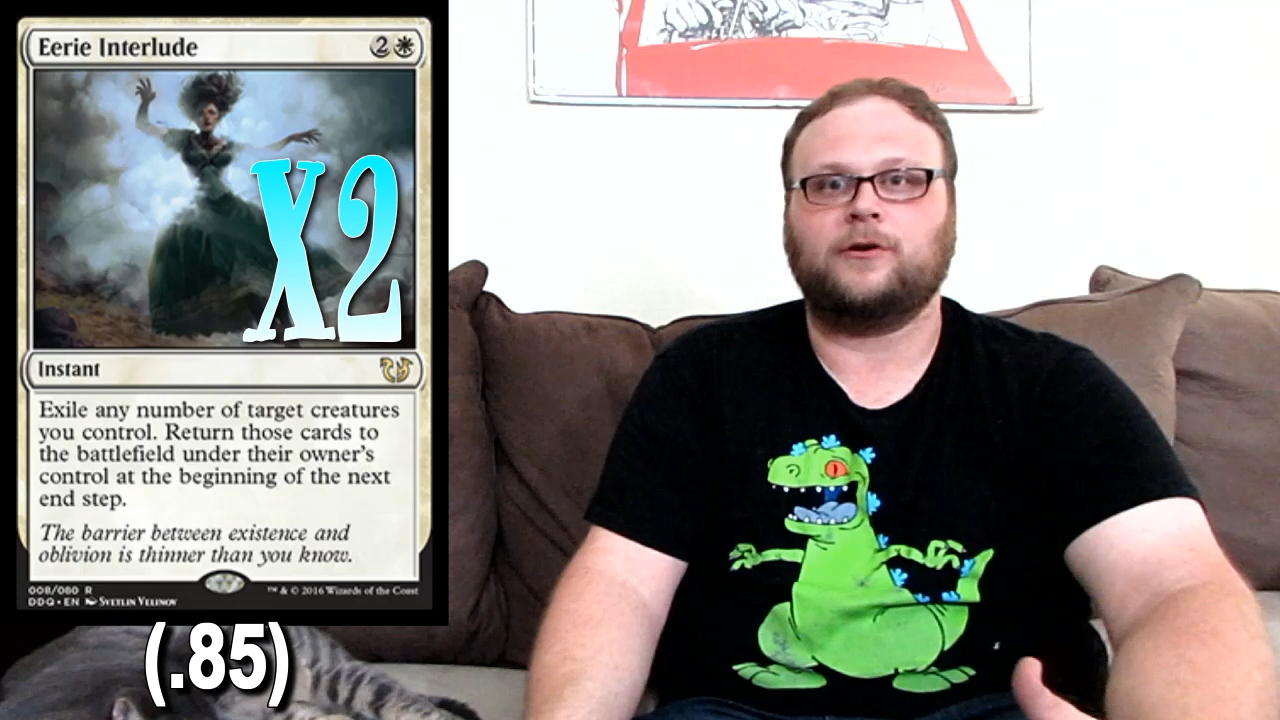 Eerie Interlude 2
X2
Instant
Exile any number of target creatures
you control. Return those cards to
the battlefield under their owner's
control at the beginning of the next
end step.
The barrier between existence and
oblivion is thinner than you know.
008/080 R
DDQ • EN Svetlin Velinov
™ & © 2016 Wizards of the Coast
(.85)